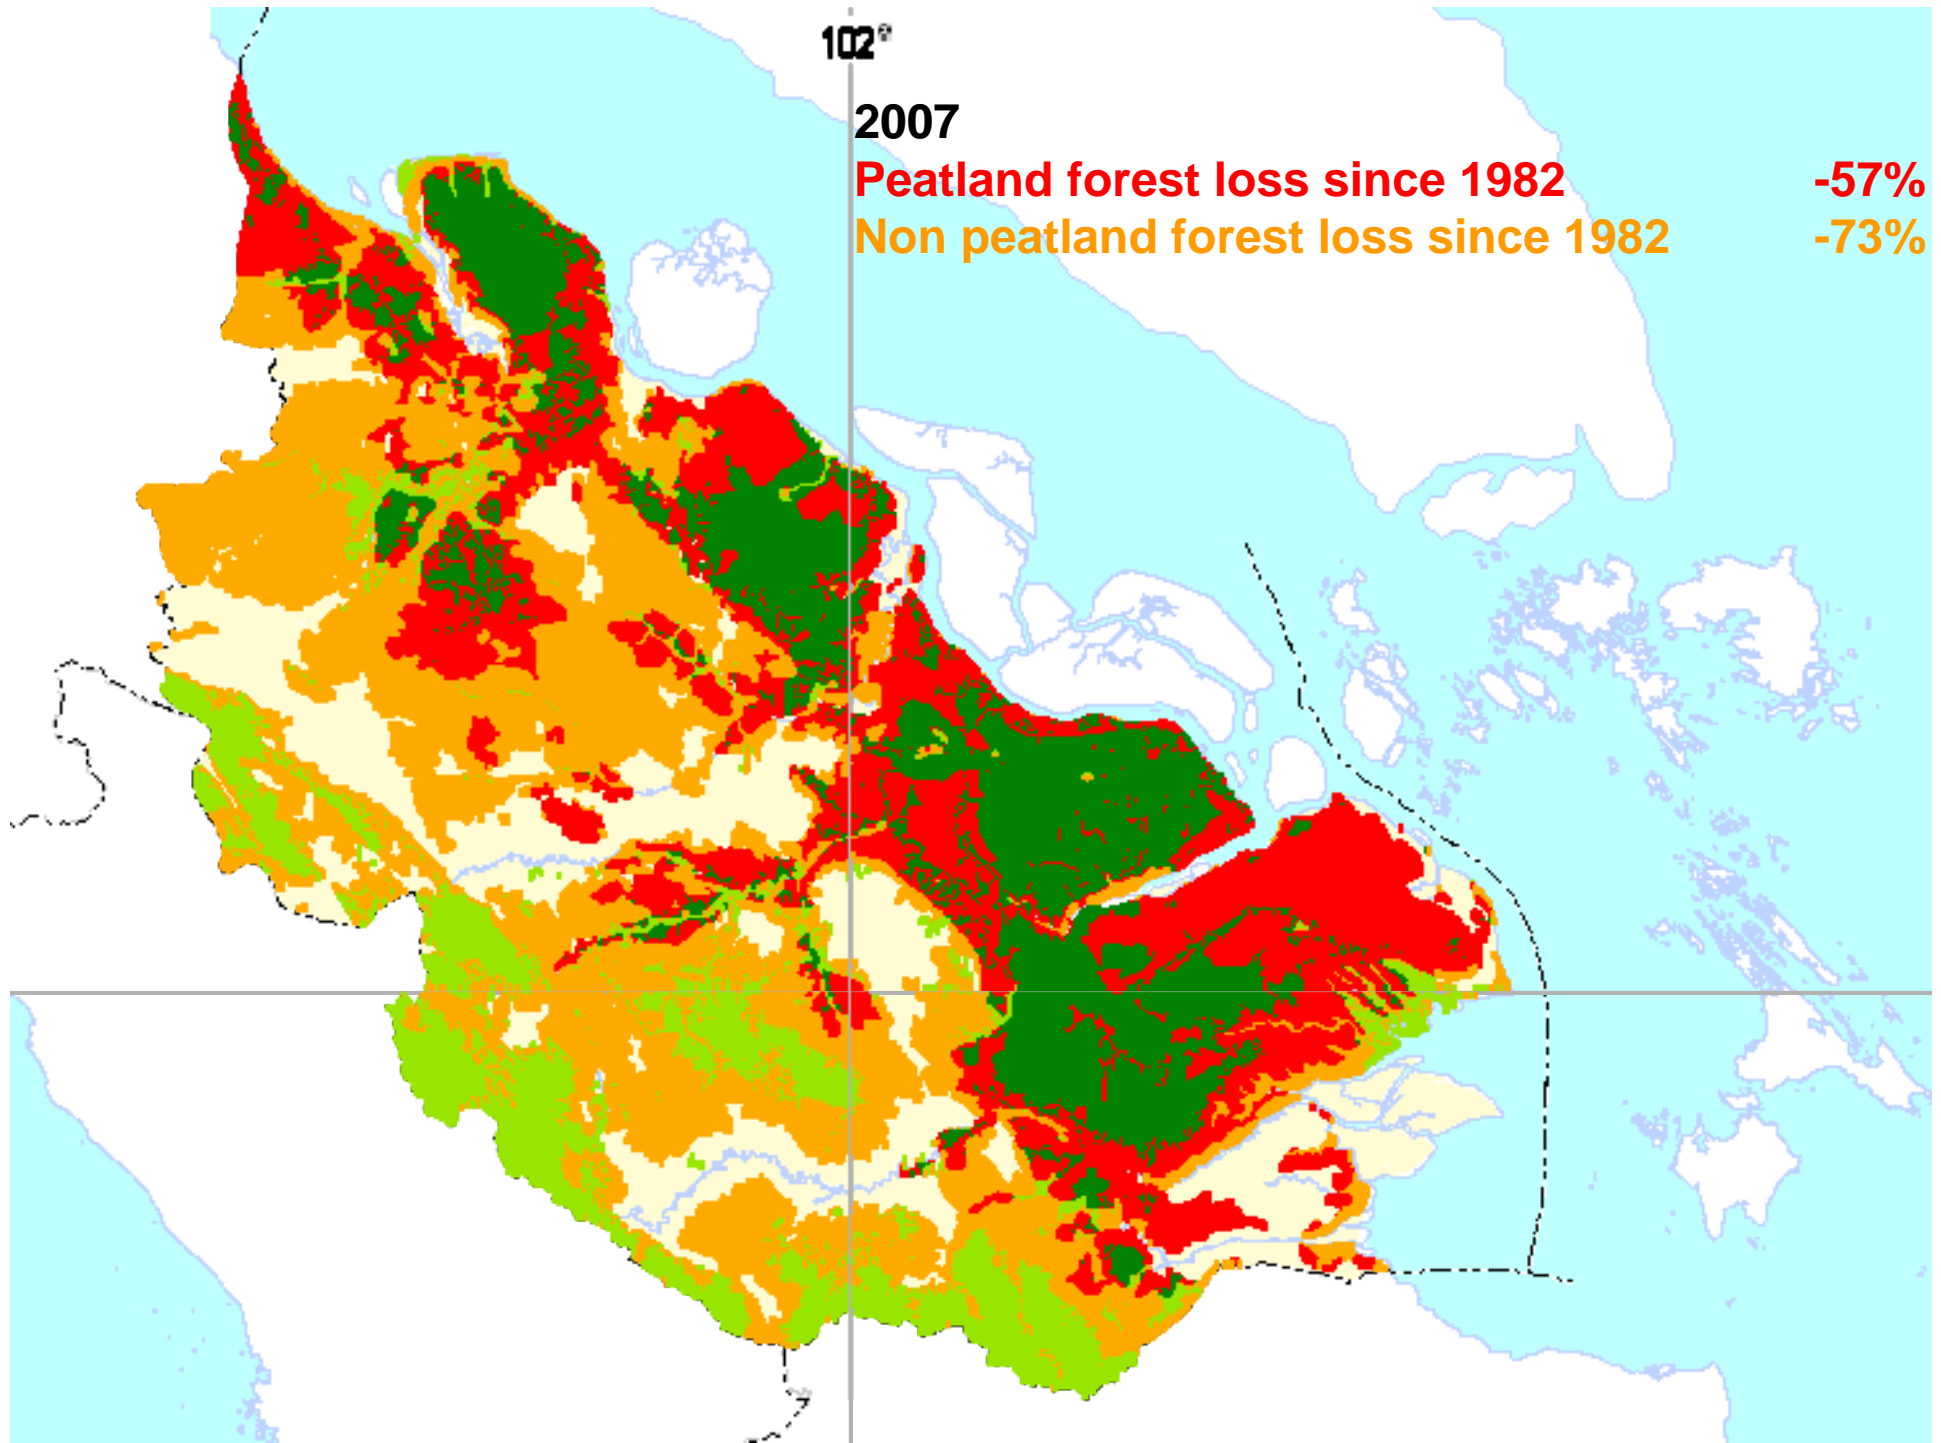 102°
2007
Peatland forest loss since 1982 -57%
Non peatland forest loss since 1982 -73%